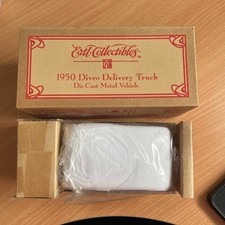 Ertl Collectibles
1950 Divco Delivery Truck
Die Cast Metal Vehicle